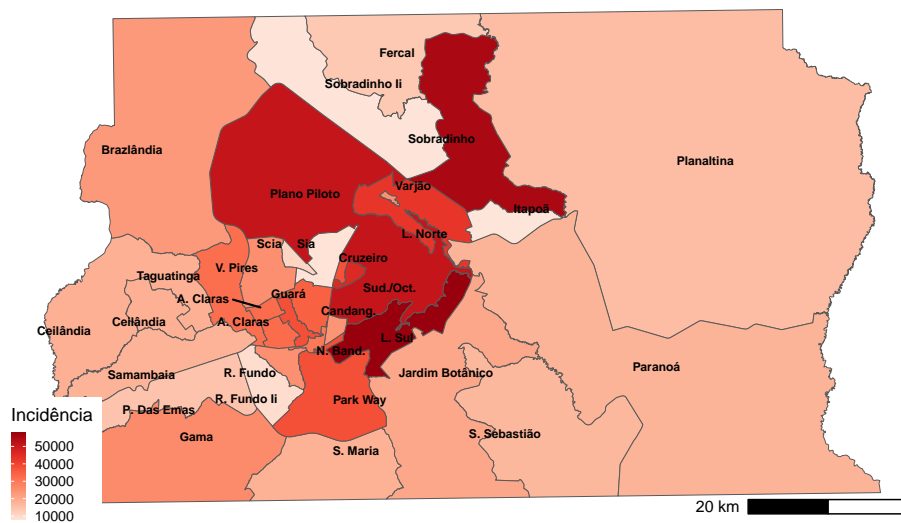 Fercal
Sobradinho Ii
Sobradinho
Brazlândia
Planaltina
Varjão
Plano Piloto
Itapoã
L. Norte
Scia
Sia
Cruzeiro
V. Pires
Taguatinga
Guará
Sud./Oct.
A. Claras
Candang.
A. Claras
Ceilândia
Ceilândia
L. Sul
N. Band.
Paranoá
R. Fundo
Jardim Botânico
Samambaia
R. Fundo Ii
Park Way
P. Das Emas
Gama
S. Sebastião
S. Maria
Incidência
50000
40000
30000
20000
10000
20 km